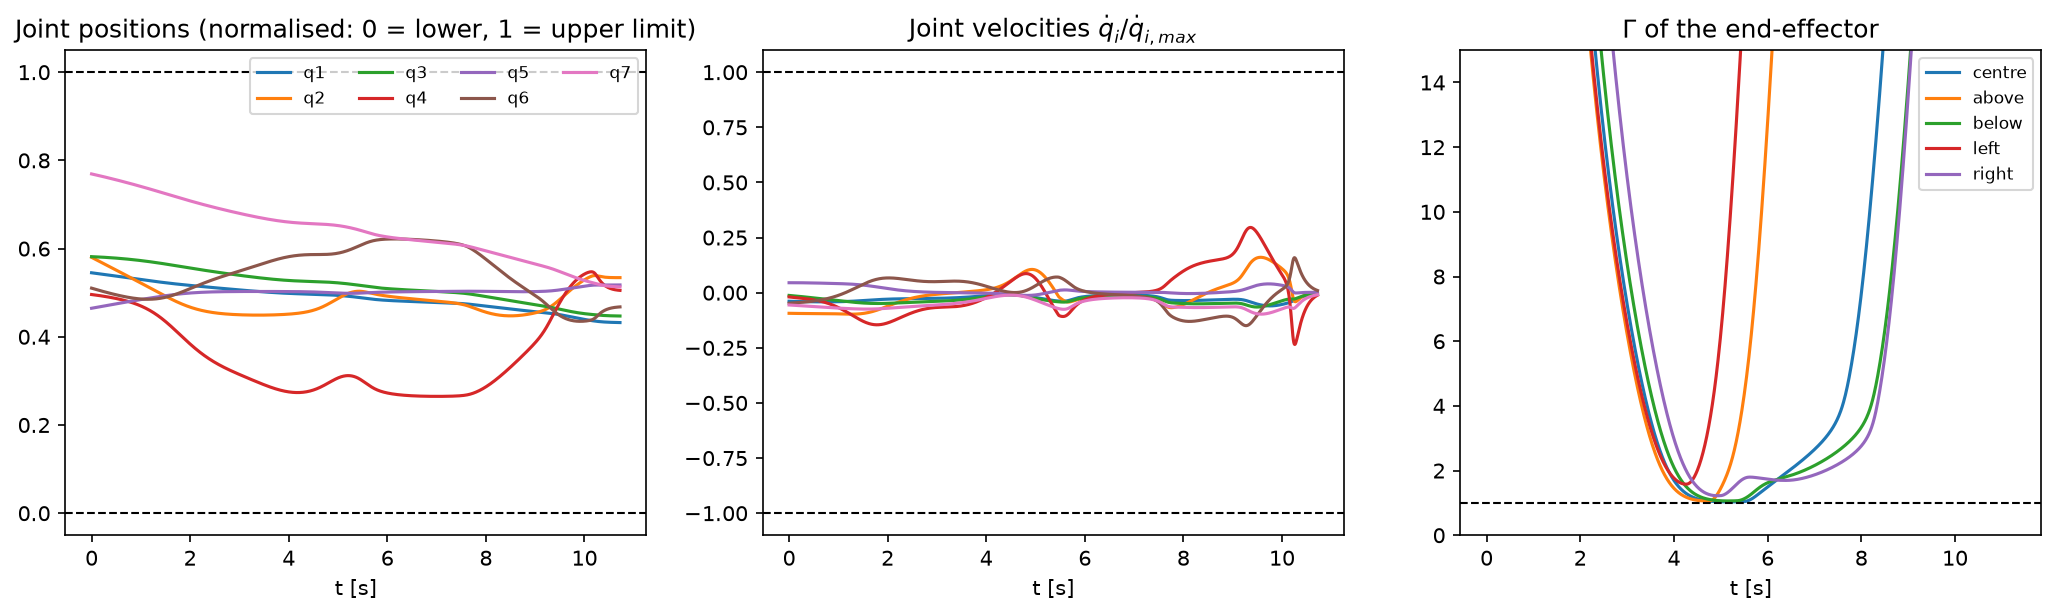 Joint positions (normalised: 0 = lower, 1 = upper limit)
1.0
0.8
0.6
0.4
0.2
0.0
q1 q3 q5 q7
q2 q4 q6
0 2 4 6 8 10
t [s]
Joint velocities q̇ᵢ/q̇ᵢ,ₘₐₓ
1.00
0.75
0.50
0.25
0.00
−0.25
−0.50
−0.75
−1.00
0 2 4 6 8 10
t [s]
Γ of the end-effector
14
12
10
8
6
4
2
0
centre
above
below
left
right
0 2 4 6 8 10
t [s]